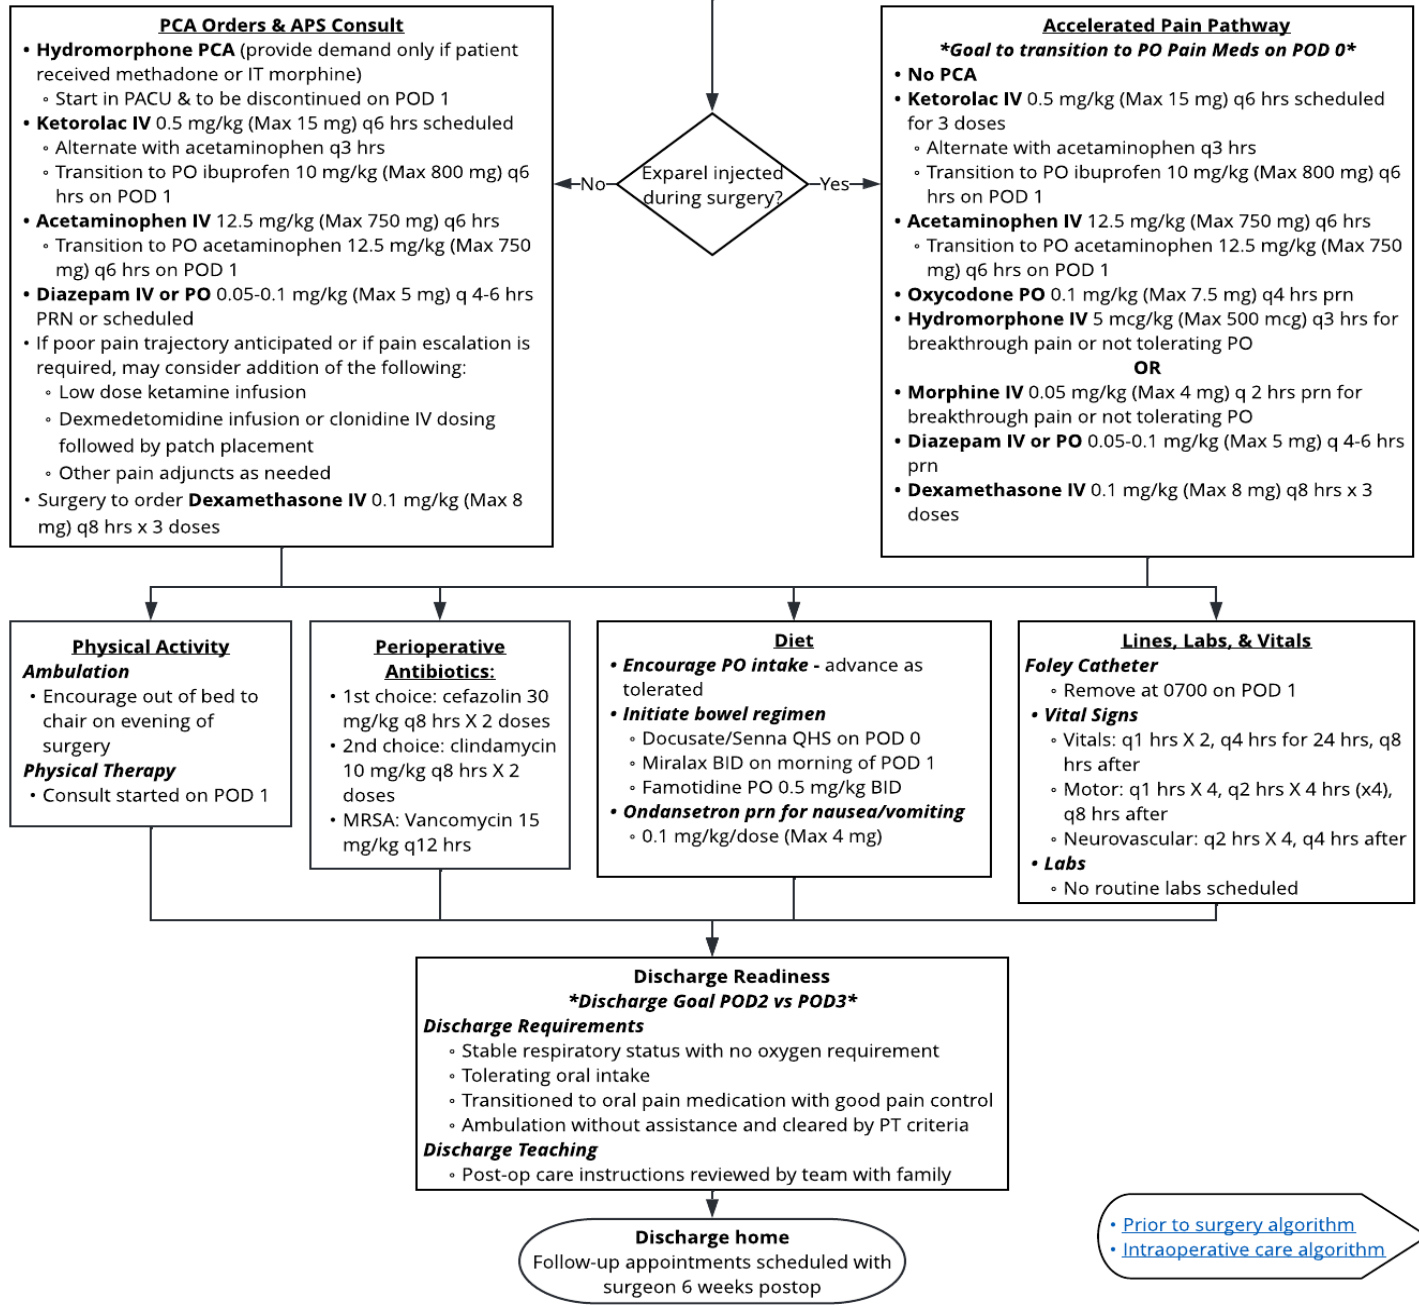 PCA Orders & APS Consult
• Hydromorphone PCA (provide demand only if patient
received methadone or IT morphine)
◦ Start in PACU & to be discontinued on POD 1
• Ketorolac IV 0.5 mg/kg (Max 15 mg) q6 hrs scheduled
◦ Alternate with acetaminophen q3 hrs
◦ Transition to PO ibuprofen 10 mg/kg (Max 800 mg) q6
hrs on POD 1
• Acetaminophen IV 12.5 mg/kg (Max 750 mg) q6 hrs
◦ Transition to PO acetaminophen 12.5 mg/kg (Max 750
mg) q6 hrs on POD 1
• Diazepam IV or PO 0.05-0.1 mg/kg (Max 5 mg) q 4-6 hrs
PRN or scheduled
• If poor pain trajectory anticipated or if pain escalation is
required, may consider addition of the following:
◦ Low dose ketamine infusion
◦ Dexmedetomidine infusion or clonidine IV dosing
followed by patch placement
◦ Other pain adjuncts as needed
• Surgery to order Dexamethasone IV 0.1 mg/kg (Max 8
mg) q8 hrs x 3 doses
No
Exparel injected
during surgery?
Yes
Accelerated Pain Pathway
*Goal to transition to PO Pain Meds on POD 0*
• No PCA
• Ketorolac IV 0.5 mg/kg (Max 15 mg) q6 hrs scheduled
for 3 doses
◦ Alternate with acetaminophen q3 hrs
◦ Transition to PO ibuprofen 10 mg/kg (Max 800 mg) q6
hrs on POD 1
• Acetaminophen IV 12.5 mg/kg (Max 750 mg) q6 hrs
◦ Transition to PO acetaminophen 12.5 mg/kg (Max 750
mg) q6 hrs on POD 1
• Oxycodone PO 0.1 mg/kg (Max 7.5 mg) q4 hrs prn
• Hydromorphone IV 5 mcg/kg (Max 500 mcg) q3 hrs for
breakthrough pain or not tolerating PO
OR
• Morphine IV 0.05 mg/kg (Max 4 mg) q 2 hrs prn for
breakthrough pain or not tolerating PO
• Diazepam IV or PO 0.05-0.1 mg/kg (Max 5 mg) q 4-6 hrs
prn
• Dexamethasone IV 0.1 mg/kg (Max 8 mg) q8 hrs x 3
doses
Physical Activity
Ambulation
• Encourage out of bed to
chair on evening of
surgery
Physical Therapy
• Consult started on POD 1
Perioperative
Antibiotics:
• 1st choice: cefazolin 30
mg/kg q8 hrs X 2 doses
• 2nd choice: clindamycin
10 mg/kg q8 hrs X 2
doses
• MRSA: Vancomycin 15
mg/kg q12 hrs
Diet
• Encourage PO intake - advance as
tolerated
• Initiate bowel regimen
◦ Docusate/Senna QHS on POD 0
◦ Miralax BID on morning of POD 1
◦ Famotidine PO 0.5 mg/kg BID
• Ondansetron prn for nausea/vomiting
◦ 0.1 mg/kg/dose (Max 4 mg)
Lines, Labs, & Vitals
Foley Catheter
◦ Remove at 0700 on POD 1
• Vital Signs
◦ Vitals: q1 hrs X 2, q4 hrs for 24 hrs, q8
hrs after
◦ Motor: q1 hrs X 4, q2 hrs X 4 hrs (x4),
q8 hrs after
◦ Neurovascular: q2 hrs X 4, q4 hrs after
• Labs
◦ No routine labs scheduled
Discharge Readiness
*Discharge Goal POD2 vs POD3*
Discharge Requirements
◦ Stable respiratory status with no oxygen requirement
◦ Tolerating oral intake
◦ Transitioned to oral pain medication with good pain control
◦ Ambulation without assistance and cleared by PT criteria
Discharge Teaching
◦ Post-op care instructions reviewed by team with family
Discharge home
Follow-up appointments scheduled with
surgeon 6 weeks postop
• Prior to surgery algorithm
• Intraoperative care algorithm